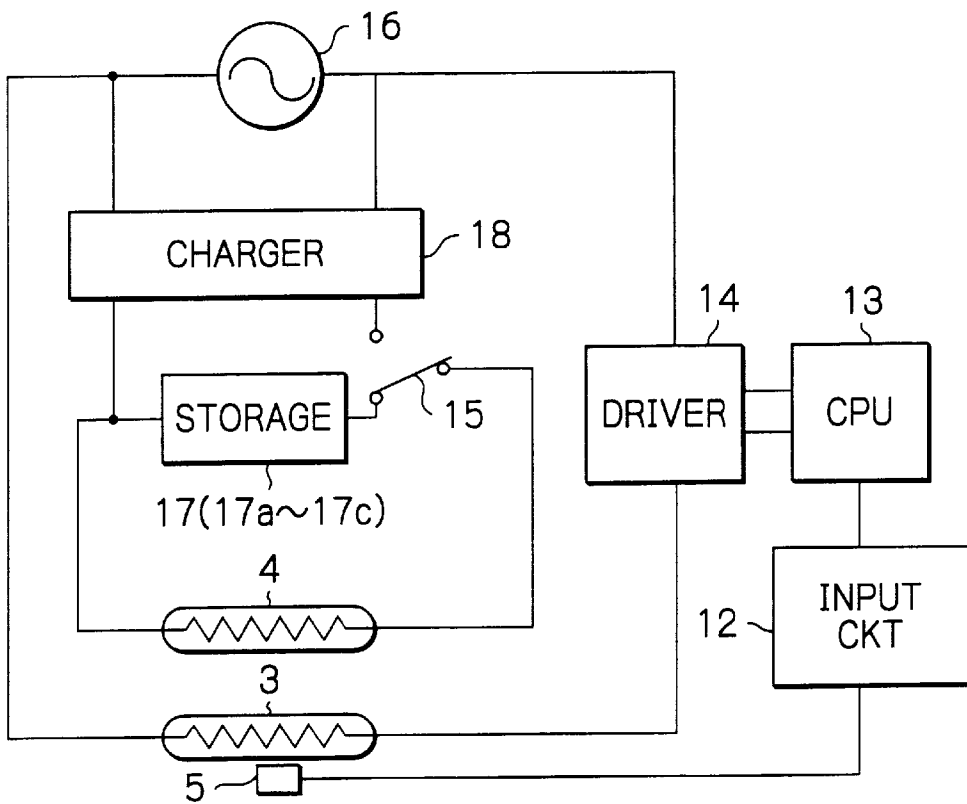 16
CHARGER
18
14
13
STORAGE
15
DRIVER
CPU
17(17a～17c)
4
12
INPUT
CKT
3
5